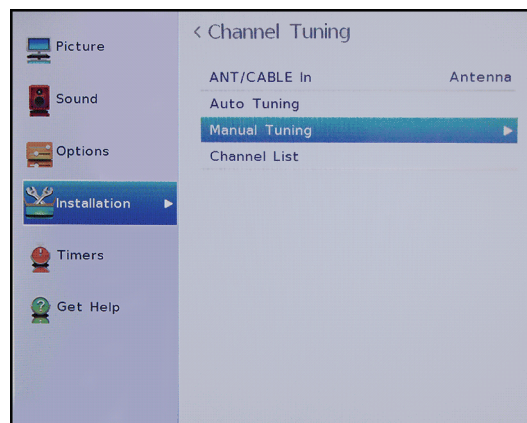 Picture
Sound
Options
Installation
Timers
Get Help
< Channel Tuning
ANT/CABLE In Antenna
Auto Tuning
Manual Tuning
Channel List